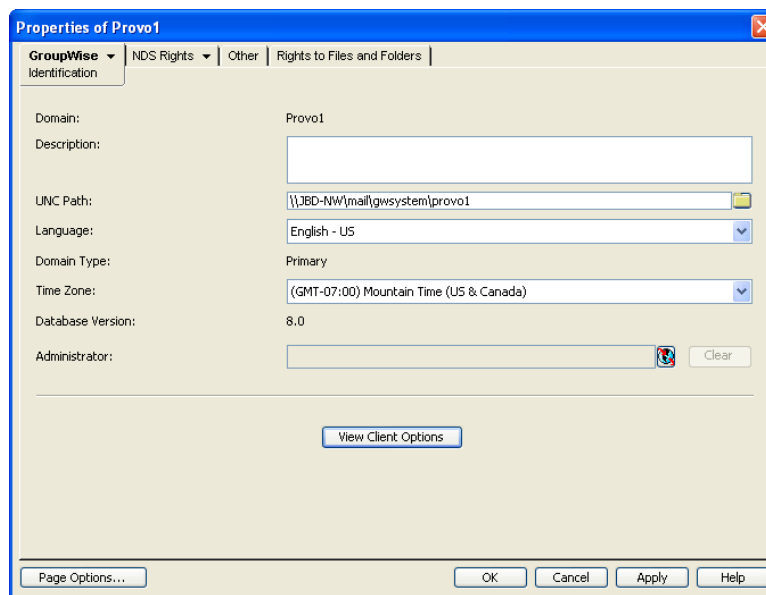 Properties of Provo1
GroupWise NDS Rights Other Rights to Files and Folders
Identification
Domain: Provo1
Description:
UNC Path: \\JBD-NW\mail\gwsystem\provo1
Language: English - US
Domain Type: Primary
Time Zone: (GMT-07:00) Mountain Time (US & Canada)
Database Version: 8.0
Administrator: Clear
View Client Options
Page Options... OK Cancel Apply Help